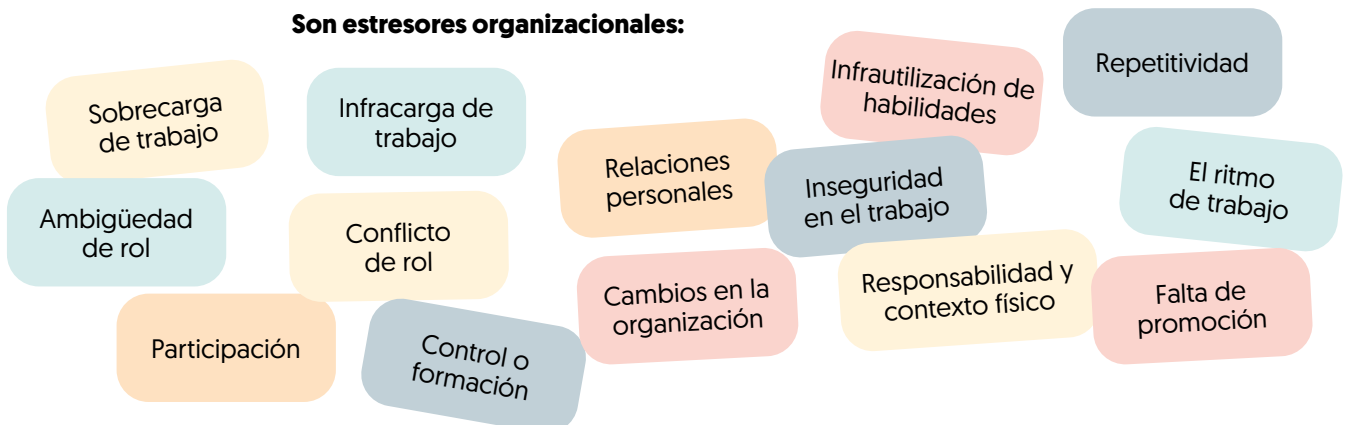 Son estresores organizacionales:
Sobrecarga
de trabajo
Infracarga de
trabajo
Relaciones
personales
Infrautilización de
habilidades
Repetitividad
Ambigüedad
de rol
Conflicto
de rol
Inseguridad
en el trabajo
El ritmo
de trabajo
Participación
Control o
formación
Cambios en la
organización
Responsabilidad y
contexto físico
Falta de
promoción